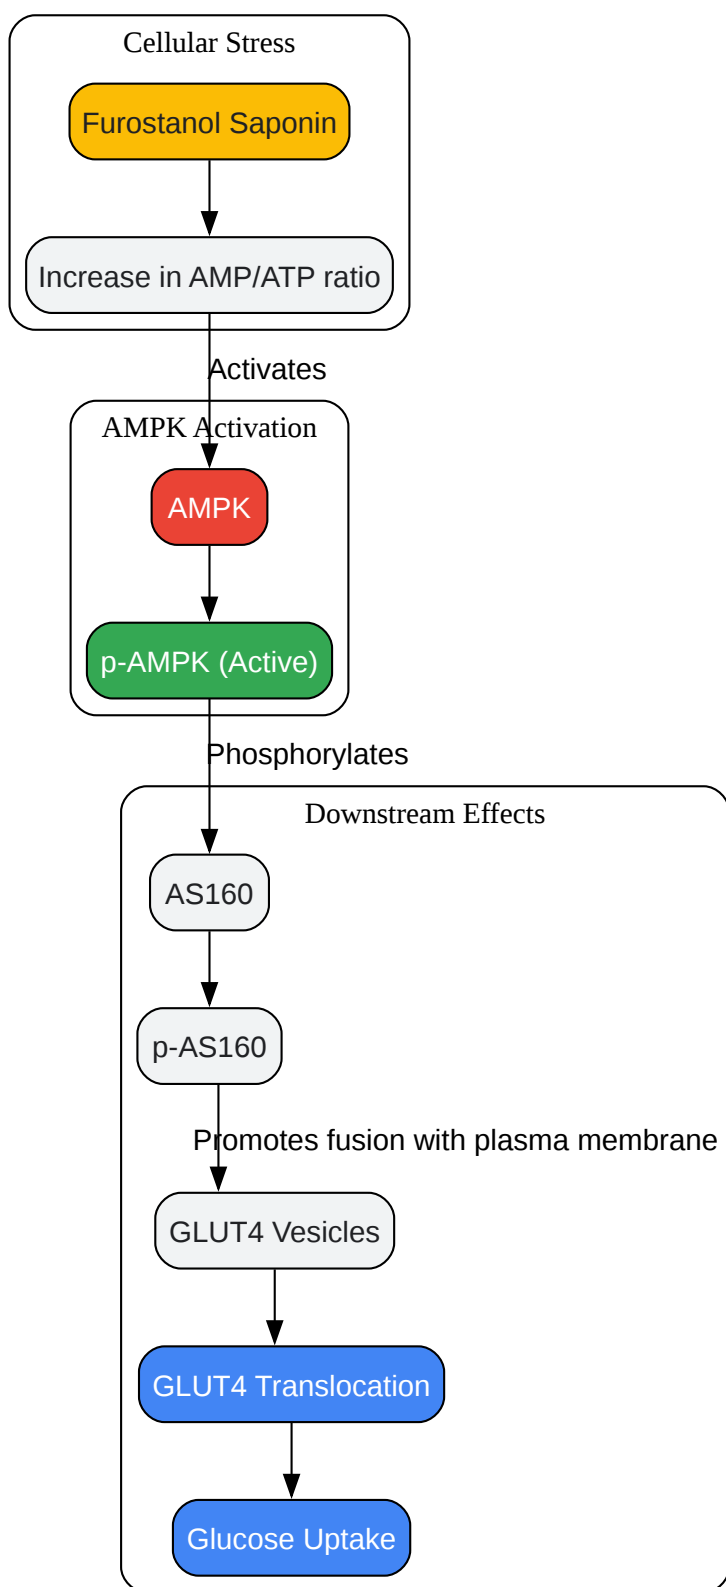 Cellular Stress
Furostanol Saponin
Increase in AMP/ATP ratio
Activates
AMPK Activation
AMPK
p-AMPK (Active)
Phosphorylates
Downstream Effects
AS160
p-AS160
Promotes fusion with plasma membrane
GLUT4 Vesicles
GLUT4 Translocation
Glucose Uptake